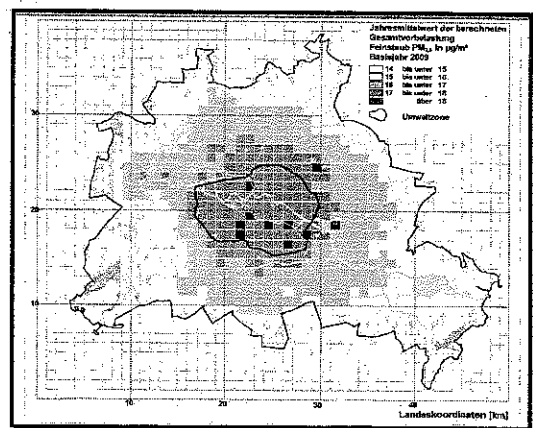 Jahresmittelwert der berechneten
Gesamtvorbelastung
Feinstaub PM2,5 in µg/m³
Basisjahr 2009
14 bis unter 15
15 bis unter 16
16 bis unter 17
17 bis unter 18
über 18
Umweltzone
30
20
10
10
20
30
40
Landeskoordinaten [km]